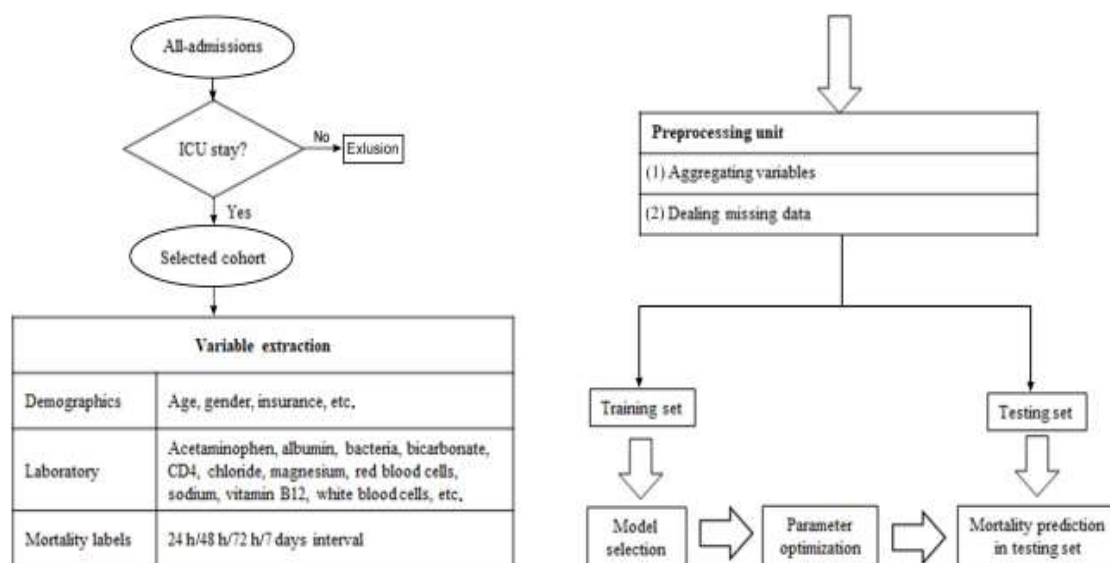 All-admissions
ICU stay?
No
Exlusion
Yes
Selected cohort
Variable extraction
Demographics
Age, gender, insurance, etc.
Laboratory
Acetaminophen, albumin, bacteria, bicarbonate,
CD4, chloride, magnesium, red blood cells,
sodium, vitamin B12, white blood cells, etc.
Mortality labels
24 h/48 h/72 h/7 days interval
Preprocessing unit
(1) Aggregating variables
(2) Dealing missing data
Training set
Testing set
Model
selection
Parameter
optimization
Mortality prediction
in testing set